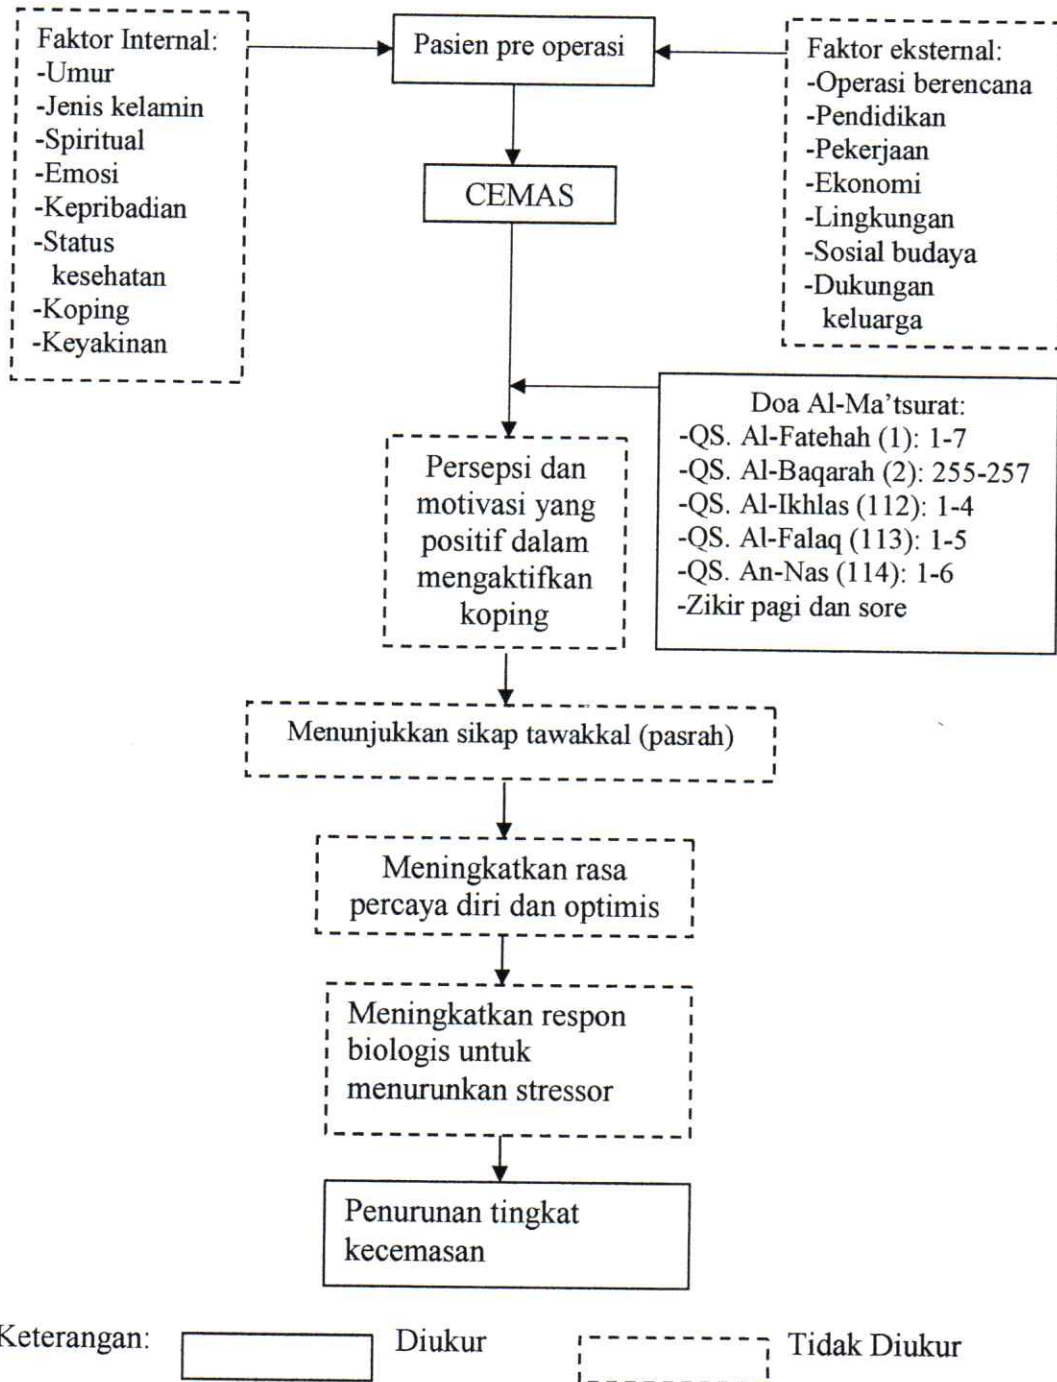 Faktor Internal:
-Umur
-Jenis kelamin
-Spiritual
-Emosi
-Kepribadian
-Status
kesehatan
-Koping
-Keyakinan
Pasien pre operasi
Faktor eksternal:
-Operasi berencana
-Pendidikan
-Pekerjaan
-Ekonomi
-Lingkungan
-Sosial budaya
-Dukungan
keluarga
CEMAS
Doa Al-Ma'tsurat:
-QS. Al-Fatehah (1): 1-7
-QS. Al-Baqarah (2): 255-257
-QS. Al-Ikhlas (112): 1-4
-QS. Al-Falaq (113): 1-5
-QS. An-Nas (114): 1-6
-Zikir pagi dan sore
Persepsi dan
motivasi yang
positif dalam
mengaktifkan
koping
Menunjukkan sikap tawakkal (pasrah)
Meningkatkan rasa
percaya diri dan optimis
Meningkatkan respon
biologis untuk
menurunkan stressor
Penurunan tingkat
kecemasan
Keterangan:
Diukur
Tidak Diukur